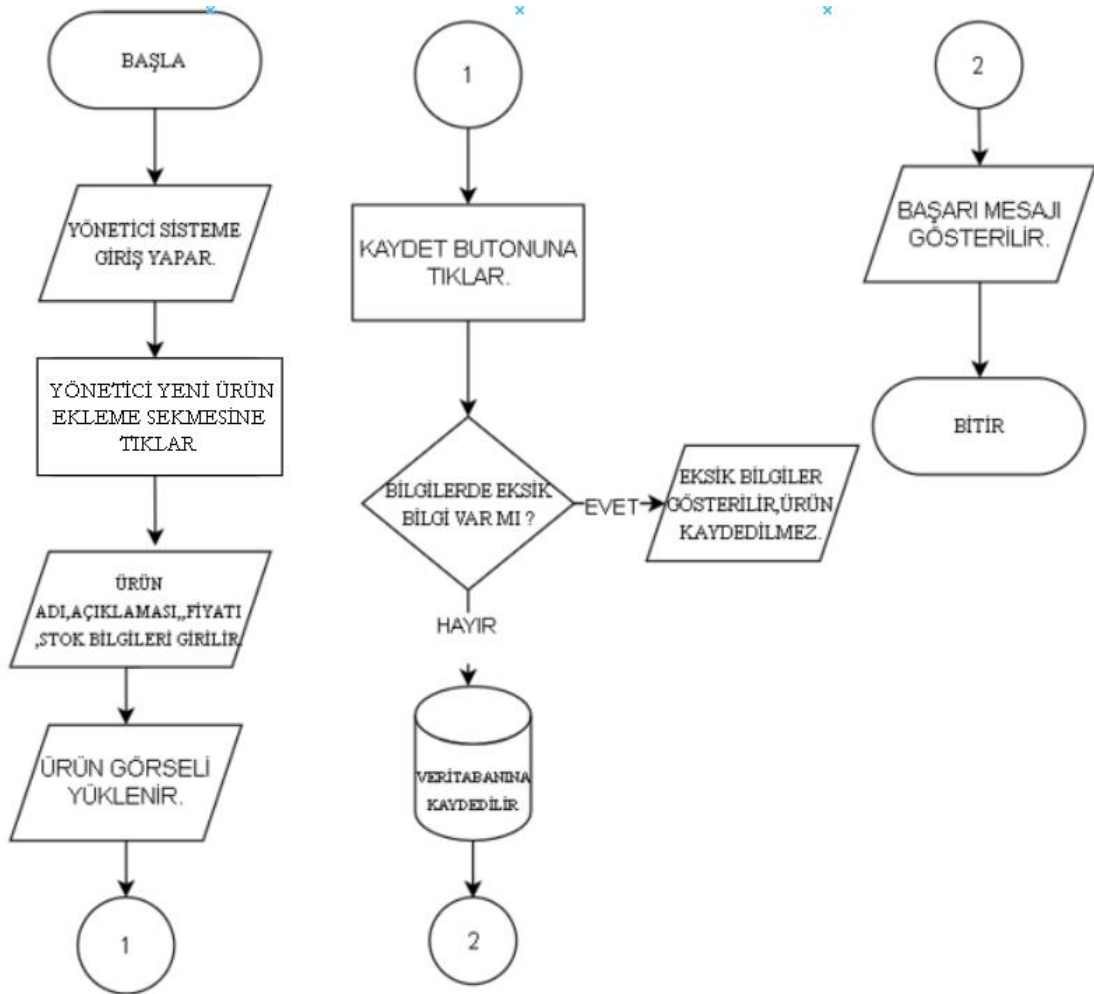 BAŞLA
YÖNETİCİ SİSTEME
GİRİŞ YAPAR.
YÖNETİCİ YENİ ÜRÜN
EKLEME SEKMESİNE
TIKLAR
ÜRÜN
ADI,AÇIKLAMASI,,FİYATI
,STOK BİLGİLERİ GİRİLİR.
ÜRÜN GÖRSELİ
YÜKLENİR.
1
1
KAYDET BUTONUNA
TIKLAR.
BİLGİLERDE EKSİK
BİLGİ VAR MI ?
EVET
EKSİK BİLGİLER
GÖSTERİLİR,ÜRÜN
KAYDEDİLMEZ.
HAYIR
VERİTABANINA
KAYDEDİLİR
2
2
BAŞARI MESAJI
GÖSTERİLİR.
BİTİR